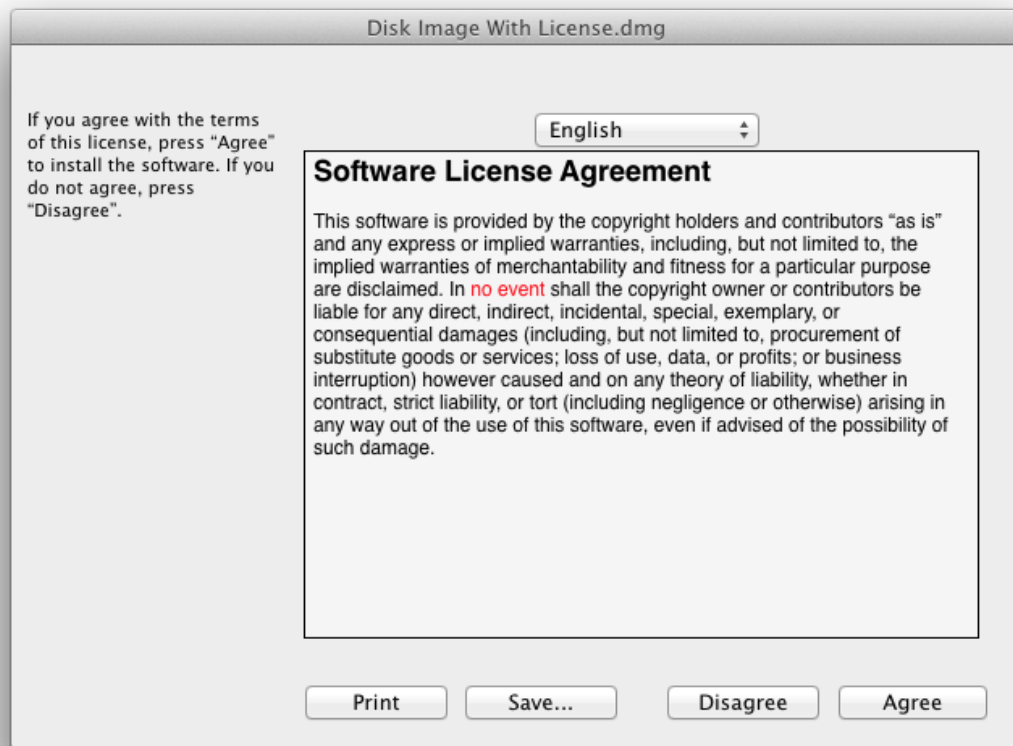 Disk Image With License.dmg
If you agree with the terms
of this license, press “Agree”
to install the software. If you
do not agree, press
“Disagree”.
English
Software License Agreement
This software is provided by the copyright holders and contributors “as is”
and any express or implied warranties, including, but not limited to, the
implied warranties of merchantability and fitness for a particular purpose
are disclaimed. In no event shall the copyright owner or contributors be
liable for any direct, indirect, incidental, special, exemplary, or
consequential damages (including, but not limited to, procurement of
substitute goods or services; loss of use, data, or profits; or business
interruption) however caused and on any theory of liability, whether in
contract, strict liability, or tort (including negligence or otherwise) arising in
any way out of the use of this software, even if advised of the possibility of
such damage.
Print
Save...
Disagree
Agree